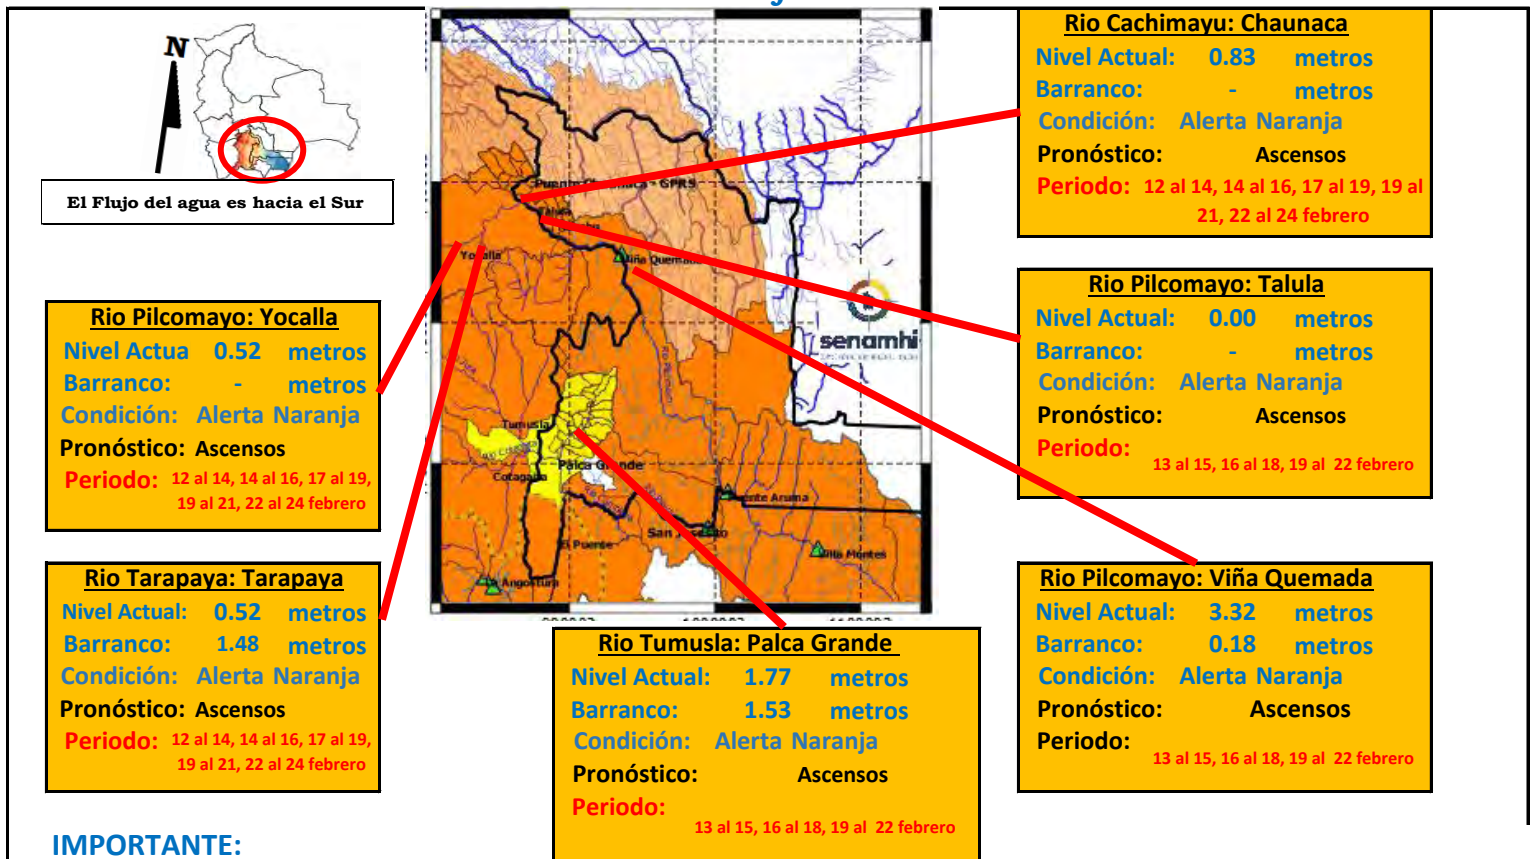 N
El Flujo del agua es hacia el Sur
Rio Cachimayu: Chaunaca
Nivel Actual: 0.83 metros
Barranco: - metros
Condición: Alerta Naranja
Pronóstico: Ascensos
Periodo: 12 al 14, 14 al 16, 17 al 19, 19 al
21, 22 al 24 febrero
Rio Pilcomayo: Talula
Nivel Actual: 0.00 metros
Barranco: - metros
Condición: Alerta Naranja
Pronóstico: Ascensos
Periodo:
13 al 15, 16 al 18, 19 al 22 febrero
Rio Pilcomayo: Yocalla
Nivel Actua 0.52 metros
Barranco: - metros
Condición: Alerta Naranja
Pronóstico: Ascensos
Periodo: 12 al 14, 14 al 16, 17 al 19,
19 al 21, 22 al 24 febrero
Rio Tarapaya: Tarapaya
Nivel Actual: 0.52 metros
Barranco: 1.48 metros
Condición: Alerta Naranja
Pronóstico: Ascensos
Periodo: 12 al 14, 14 al 16, 17 al 19,
19 al 21, 22 al 24 febrero
Rio Tumusla: Palca Grande
Nivel Actual: 1.77 metros
Barranco: 1.53 metros
Condición: Alerta Naranja
Pronóstico: Ascensos
Periodo:
13 al 15, 16 al 18, 19 al 22 febrero
Rio Pilcomayo: Viña Quemada
Nivel Actual: 3.32 metros
Barranco: 0.18 metros
Condición: Alerta Naranja
Pronóstico: Ascensos
Periodo:
13 al 15, 16 al 18, 19 al 22 febrero
Puente - GPRS
Talula
Yocalla
Viña Quemada
senamhi
Tumusla
Palca Grande
Cotagaita
Puente Aruma
San Josesito
El Puente
Villa Montes
Angostura
IMPORTANTE: